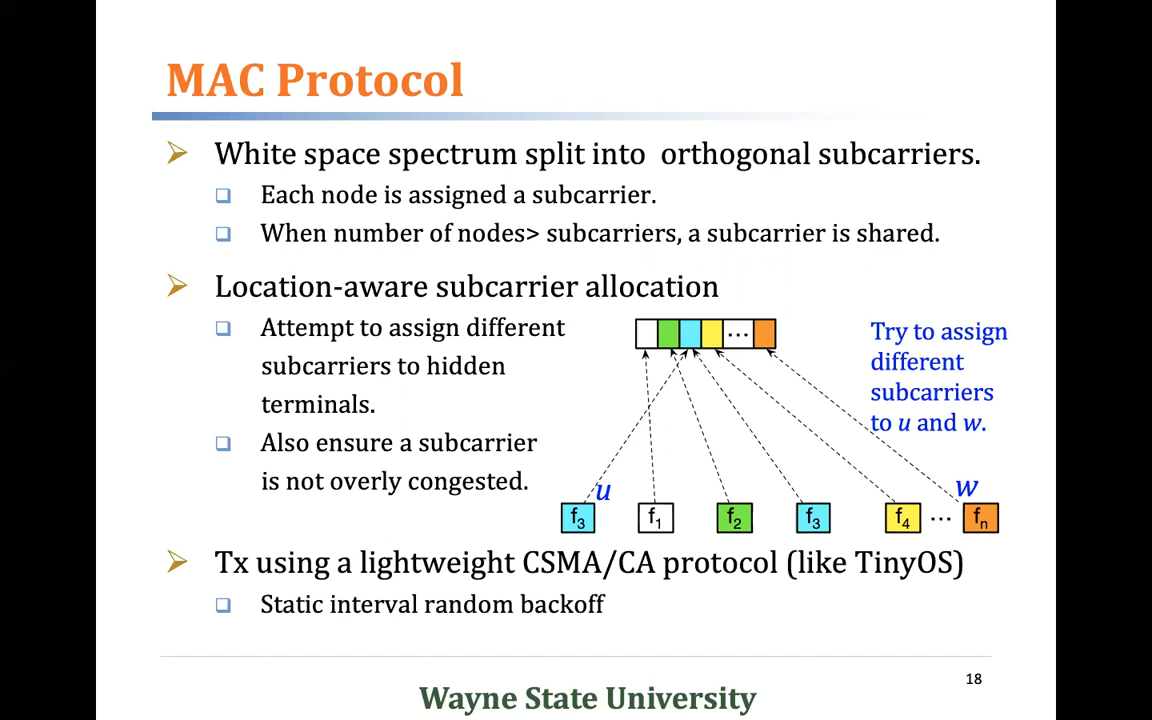 MAC Protocol
White space spectrum split into orthogonal subcarriers.
Each node is assigned a subcarrier.
When number of nodes> subcarriers, a subcarrier is shared.
Location-aware subcarrier allocation
Attempt to assign different
subcarriers to hidden
terminals.
Also ensure a subcarrier
is not overly congested.
...
Try to assign
different
subcarriers
to u and w.
u
w
f3 f1 f2 f3 f4 ... fn
Tx using a lightweight CSMA/CA protocol (like TinyOS)
Static interval random backoff
18
Wayne State University